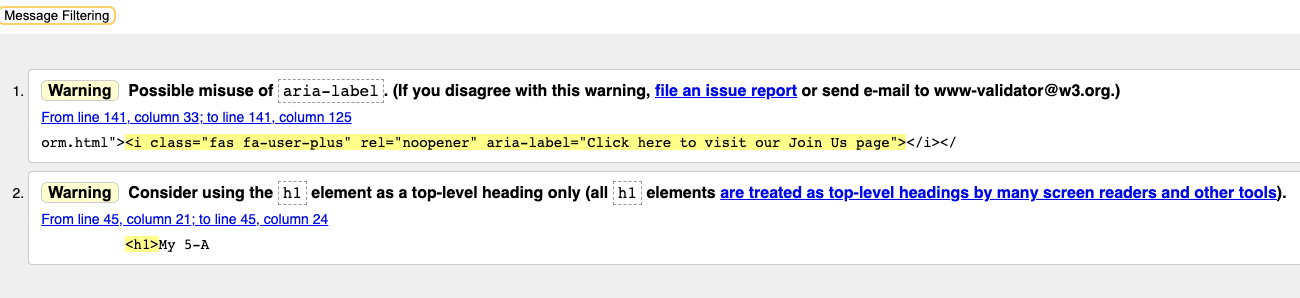 Message Filtering
1. Warning Possible misuse of aria-label. (If you disagree with this warning, file an issue report or send e-mail to www-validator@w3.org.)
From line 141, column 33; to line 141, column 125
orm.html"><i class="fas fa-user-plus" rel="noopener" aria-label="Click here to visit our Join Us page"></i></
2. Warning Consider using the h1 element as a top-level heading only (all h1 elements are treated as top-level headings by many screen readers and other tools).
From line 45, column 21; to line 45, column 24
<h1>My 5-A